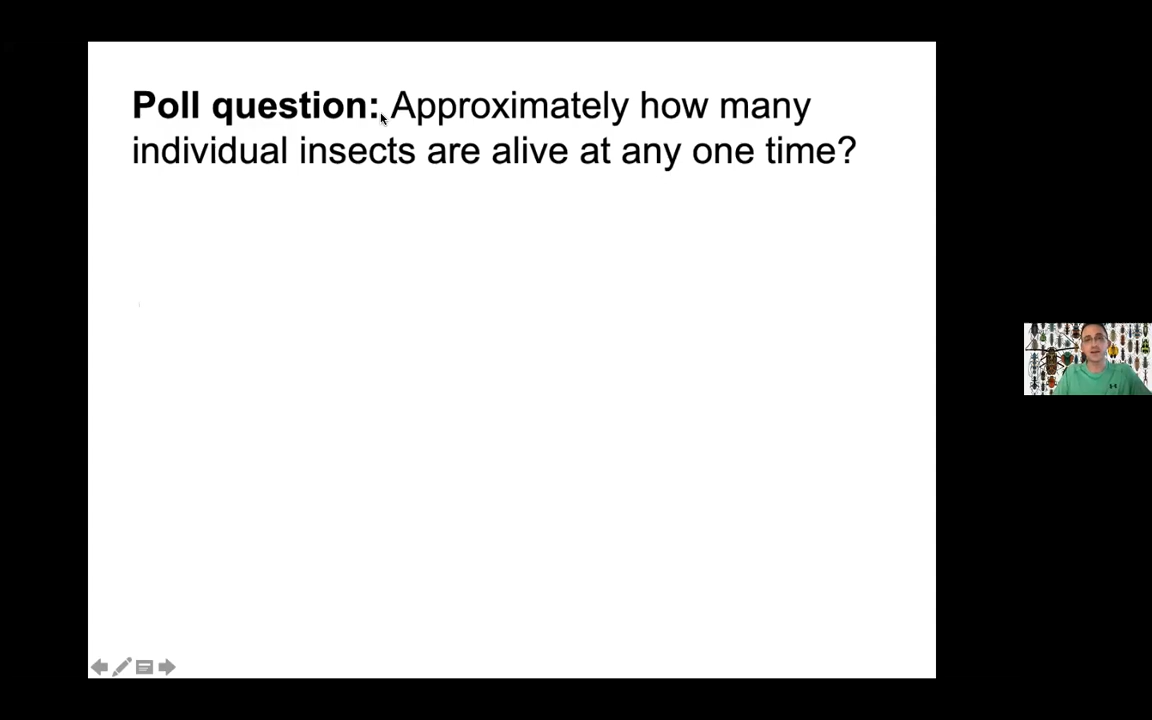 Poll question: Approximately how many
individual insects are alive at any one time?